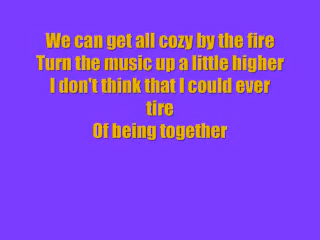 We can get all cozy by the fire
Turn the music up a little higher
I don't think that I could ever
tire
Of being together